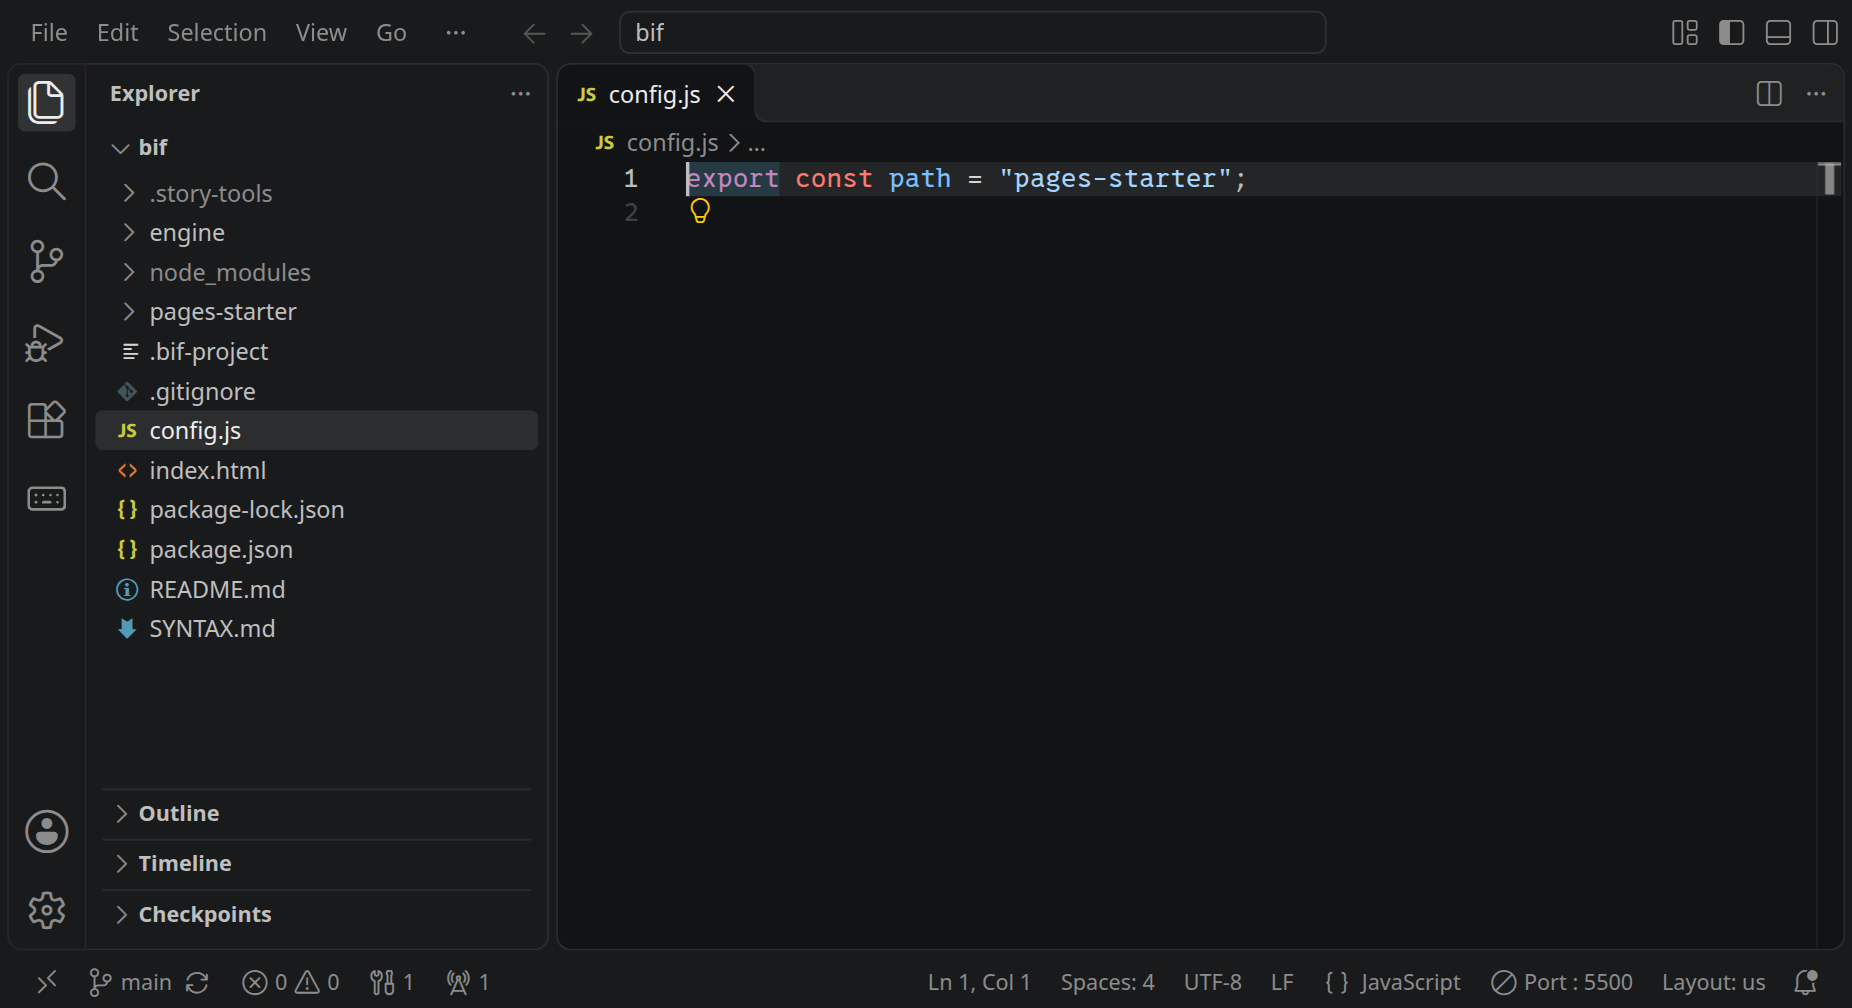 File Edit Selection View Go ··· bif
Explorer ···
bif
.story-tools
engine
node_modules
pages-starter
.bif-project
.gitignore
JS config.js
<> index.html
{} package-lock.json
{} package.json
README.md
SYNTAX.md
Outline
Timeline
Checkpoints
JS config.js ···
JS config.js > ...
1 export const path = "pages-starter";
2
main 0 0 1 1 Ln 1, Col 1 Spaces: 4 UTF-8 LF { } JavaScript Port : 5500 Layout: us